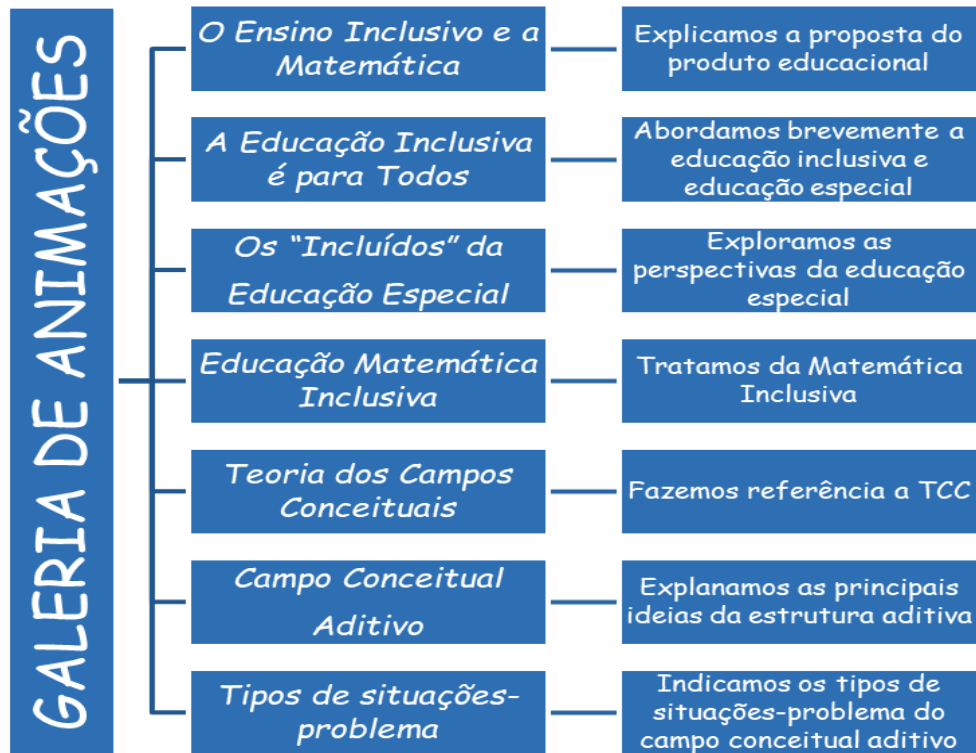 GALERIA DE ANIMAÇÕES
O Ensino Inclusivo e a
Matemática
Explicamos a proposta do
produto educacional
A Educação Inclusiva
é para Todos
Abordamos brevemente a
educação inclusiva e
educação especial
Os “Incluídos” da
Educação Especial
Exploramos as
perspectivas da educação
especial
Educação Matemática
Inclusiva
Tratamos da Matemática
Inclusiva
Teoria dos Campos
Conceituais
Fazemos referência a TCC
Campo Conceitual
Aditivo
Explanamos as principais
ideias da estrutura aditiva
Tipos de situações-
problema
Indicamos os tipos de
situações-problema do
campo conceitual aditivo